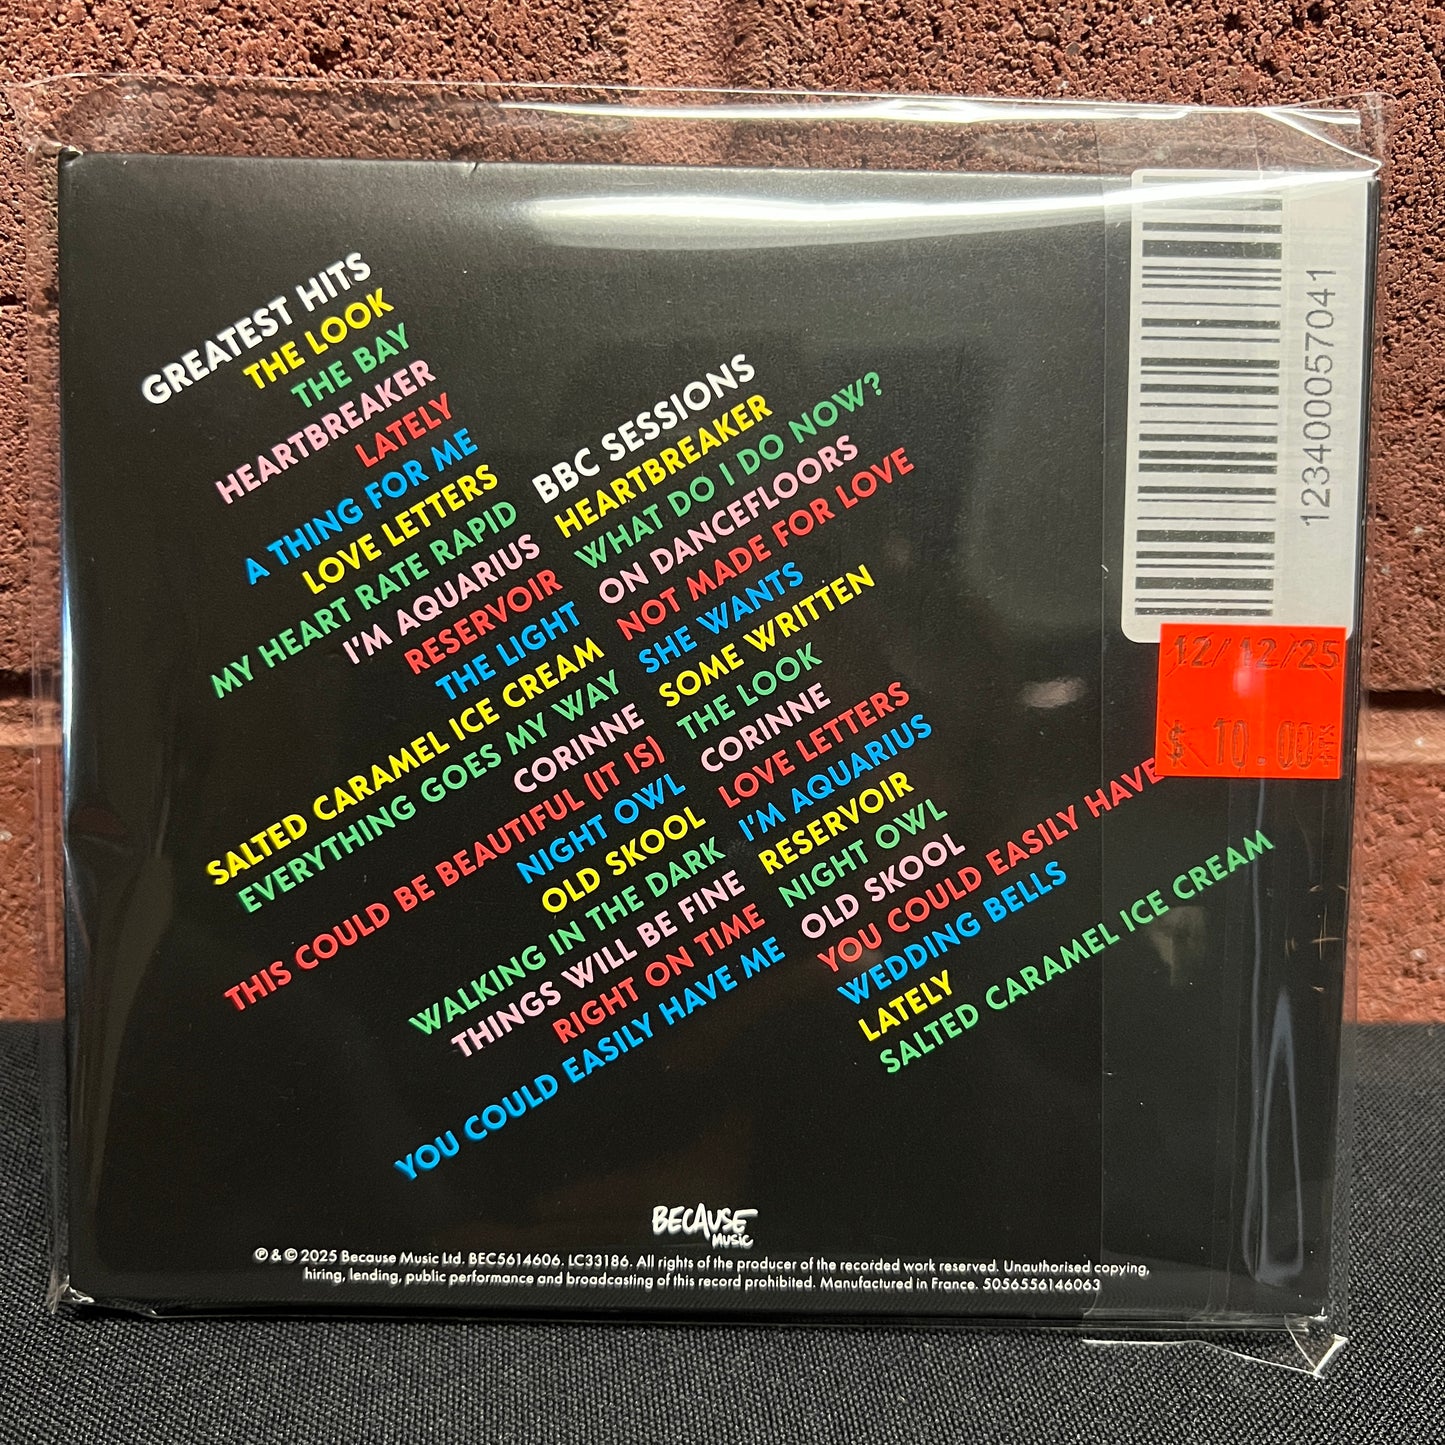 GREATEST HITS
THE LOOK
THE BAY
HEARTBREAKER
LATELY
A THING FOR ME
LOVE LETTERS
MY HEART RATE RAPID
I'M AQUARIUS
RESERVOIR
THE LIGHT
SALTED CARAMEL ICE CREAM
EVERYTHING GOES MY WAY
CORINNE
THIS COULD BE BEAUTIFUL (IT IS)
NIGHT OWL
OLD SKOOL
WALKING IN THE DARK
THINGS WILL BE FINE
RIGHT ON TIME
YOU COULD EASILY HAVE ME
BBC SESSIONS
HEARTBREAKER
WHAT DO I DO NOW?
ON DANCEFLOORS
NOT MADE FOR LOVE
SHE WANTS
SOME WRITTEN
THE LOOK
CORINNE
LOVE LETTERS
I'M AQUARIUS
RESERVOIR
NIGHT OWL
OLD SKOOL
YOU COULD EASILY HAVE
WEDDING BELLS
LATELY
SALTED CARAMEL ICE CREAM
123400057041
12/12/25
$ 10.00
BECAUSE
MUSIC
℗ & © 2025 Because Music Ltd. BEC5614606. LC33186. All rights of the producer of the recorded work reserved. Unauthorised copying,
hiring, lending, public performance and broadcasting of this record prohibited. Manufactured in France. 5056556146063